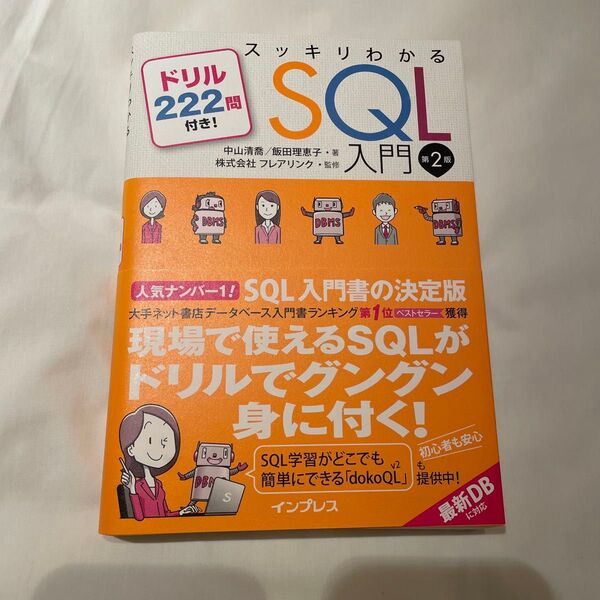 スッキリわかる
ドリル
222問
付き!
SQL
入門 第2版
中山清喬/飯田理恵子・著
株式会社 フレアリンク・監修
DBMS
DBMS
DBMS
人気ナンバー1! SQL入門書の決定版
大手ネット書店データベース入門書ランキング第1位 ベストセラー 獲得
現場で使えるSQLが
ドリルでグングン
身に付く!
初心者も安心
SQL学習がどこでも
簡単にできる「dokoQL」v2 も提供中!
DBMS
S
インプレス
最新DB
に対応